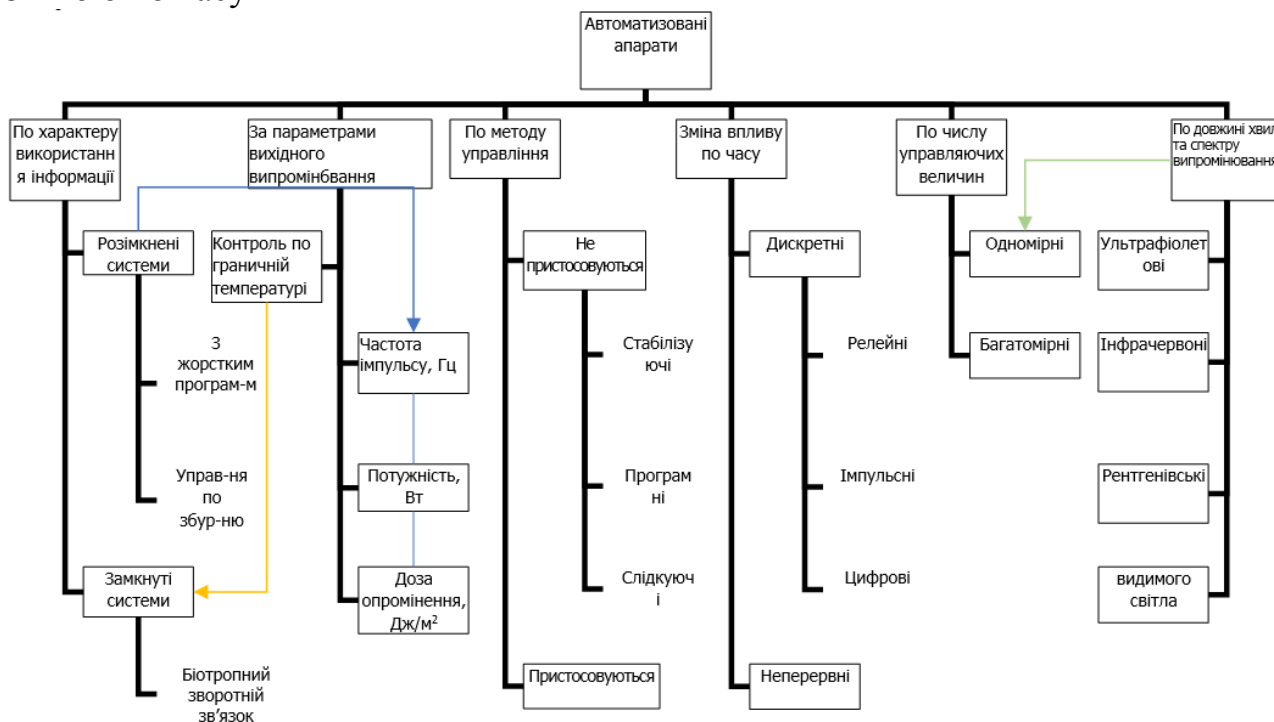 Автоматизовані
апарати
По характеру
використанн
я інформації
За параметрами
вихідного
випромінбвання
По методу
управління
Зміна впливу
по часу
По числу
управляючих
величин
По довжині хвил
та спектру
випромінювання
Розімкнені
системи
З
жорстким
програм-м
Управ-ня
по
збур-ню
Замкнуті
системи
Біотропний
зворотній
зв’язок
Контроль по
граничній
температурі
Частота
імпульсу, Гц
Потужність,
Вт
Доза
опромінення,
Дж/м²
Не
пристосовуються
Стабілізу
ючі
Програм
ні
Слідкуюч
і
Пристосовуються
Дискретні
Релейні
Імпульсні
Цифрові
Неперервні
Одномірні
Багатомірні
Ультрафіолет
ові
Інфрачервоні
Рентгенівські
видимого
світла